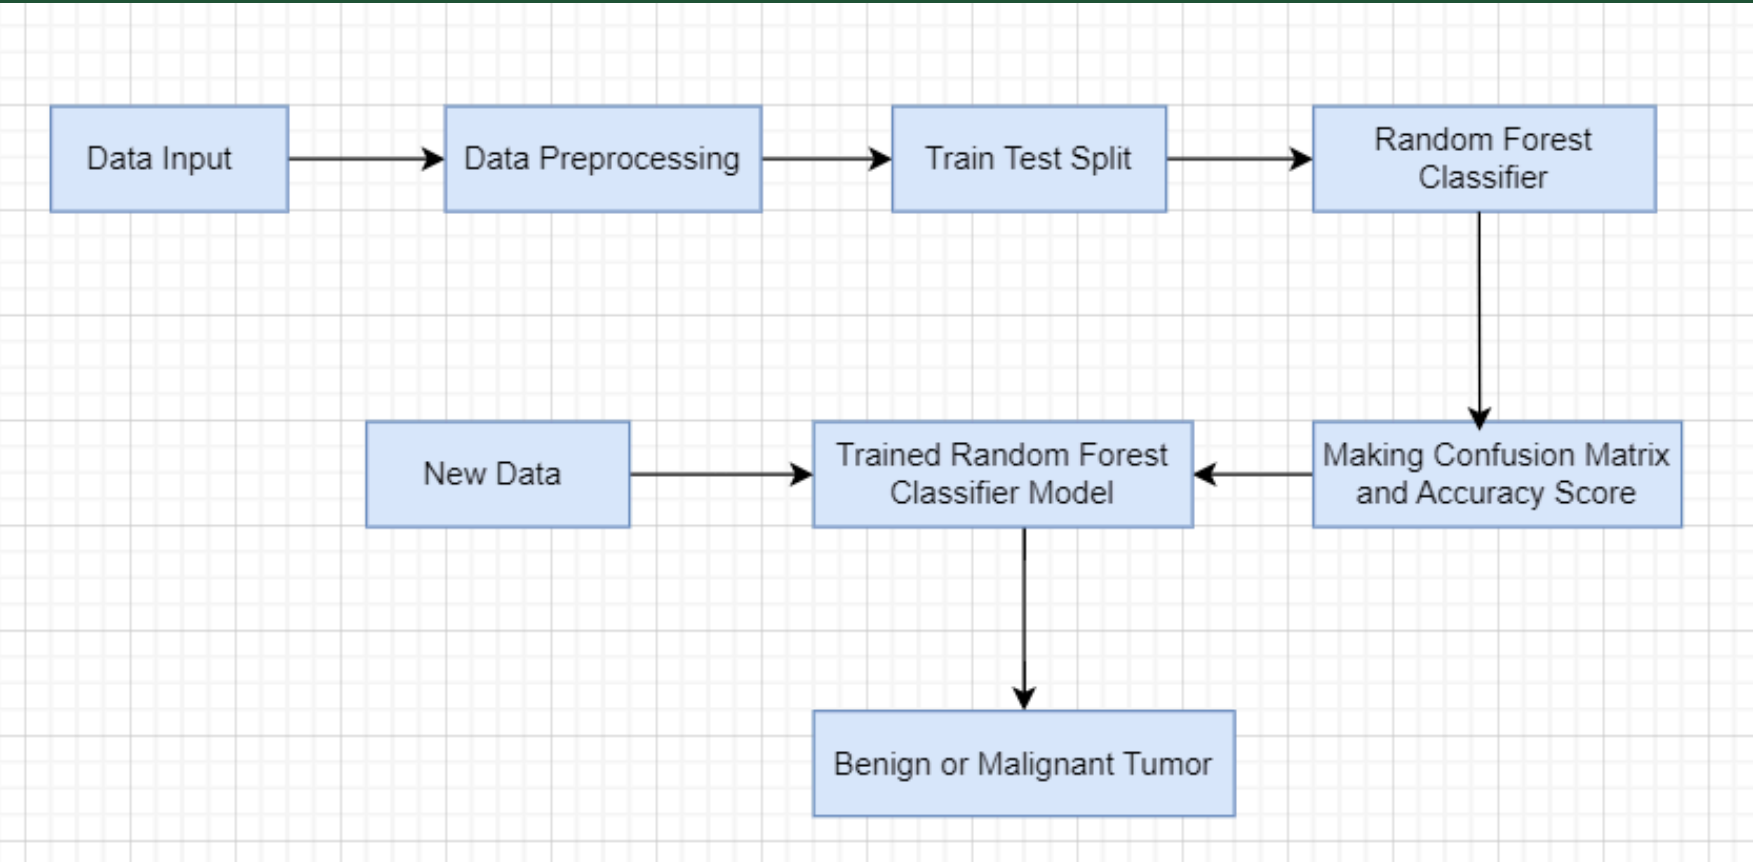 Data Input
Data Preprocessing
Train Test Split
Random Forest
Classifier
New Data
Trained Random Forest
Classifier Model
Making Confusion Matrix
and Accuracy Score
Benign or Malignant Tumor